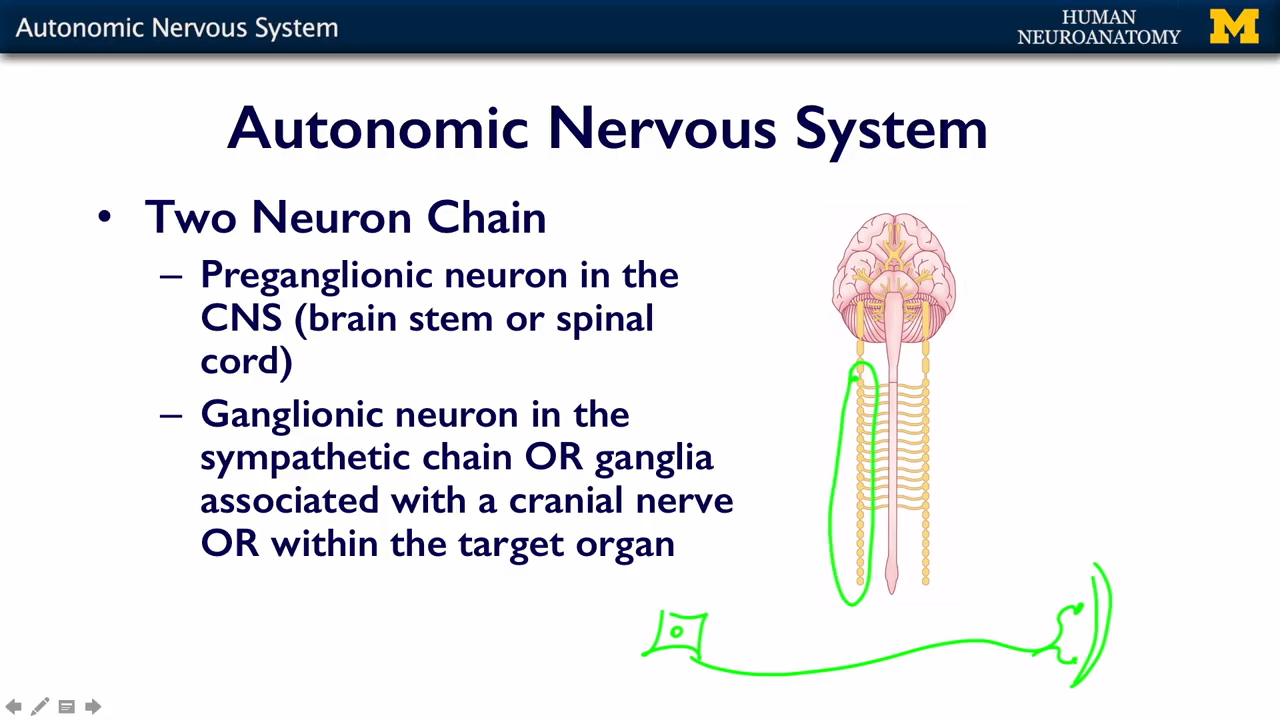 Autonomic Nervous System
HUMAN
NEUROANATOMY
M
Autonomic Nervous System
• Two Neuron Chain
– Preganglionic neuron in the
CNS (brain stem or spinal
cord)
– Ganglionic neuron in the
sympathetic chain OR ganglia
associated with a cranial nerve
OR within the target organ